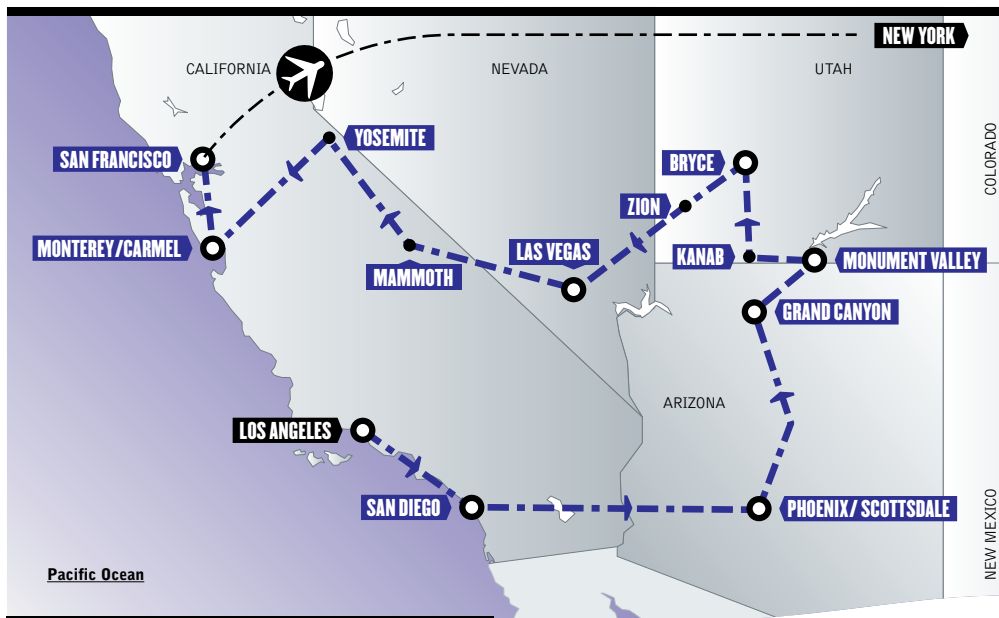 NEW YORK
CALIFORNIA
NEVADA
UTAH
COLORADO
YOSEMITE
SAN FRANCISCO
BRYCE
ZION
MONTEREY/CARMEL
LAS VEGAS
KANAB
MONUMENT VALLEY
MAMMOTH
GRAND CANYON
ARIZONA
LOS ANGELES
SAN DIEGO
PHOENIX/ SCOTTSDALE
NEW MEXICO
Pacific Ocean